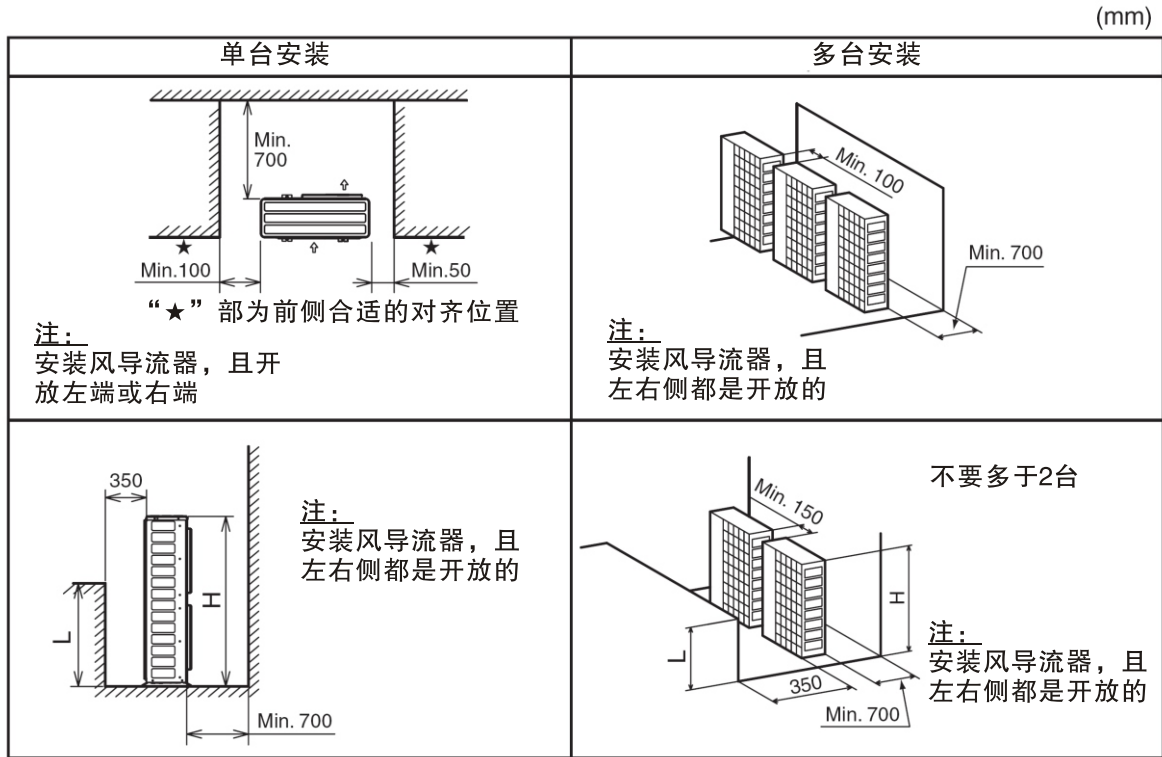 (mm)
单台安装
多台安装
Min.
700
★
★
Min.100
Min.50
“★”部为前侧合适的对齐位置
注：
安装风导流器，且开
放左端或右端
Min. 100
Min. 700
注：
安装风导流器，且
左右侧都是开放的
350
L
H
Min. 700
注：
安装风导流器，且
左右侧都是开放的
不要多于2台
Min. 150
L
H
350
Min. 700
注：
安装风导流器，且
左右侧都是开放的